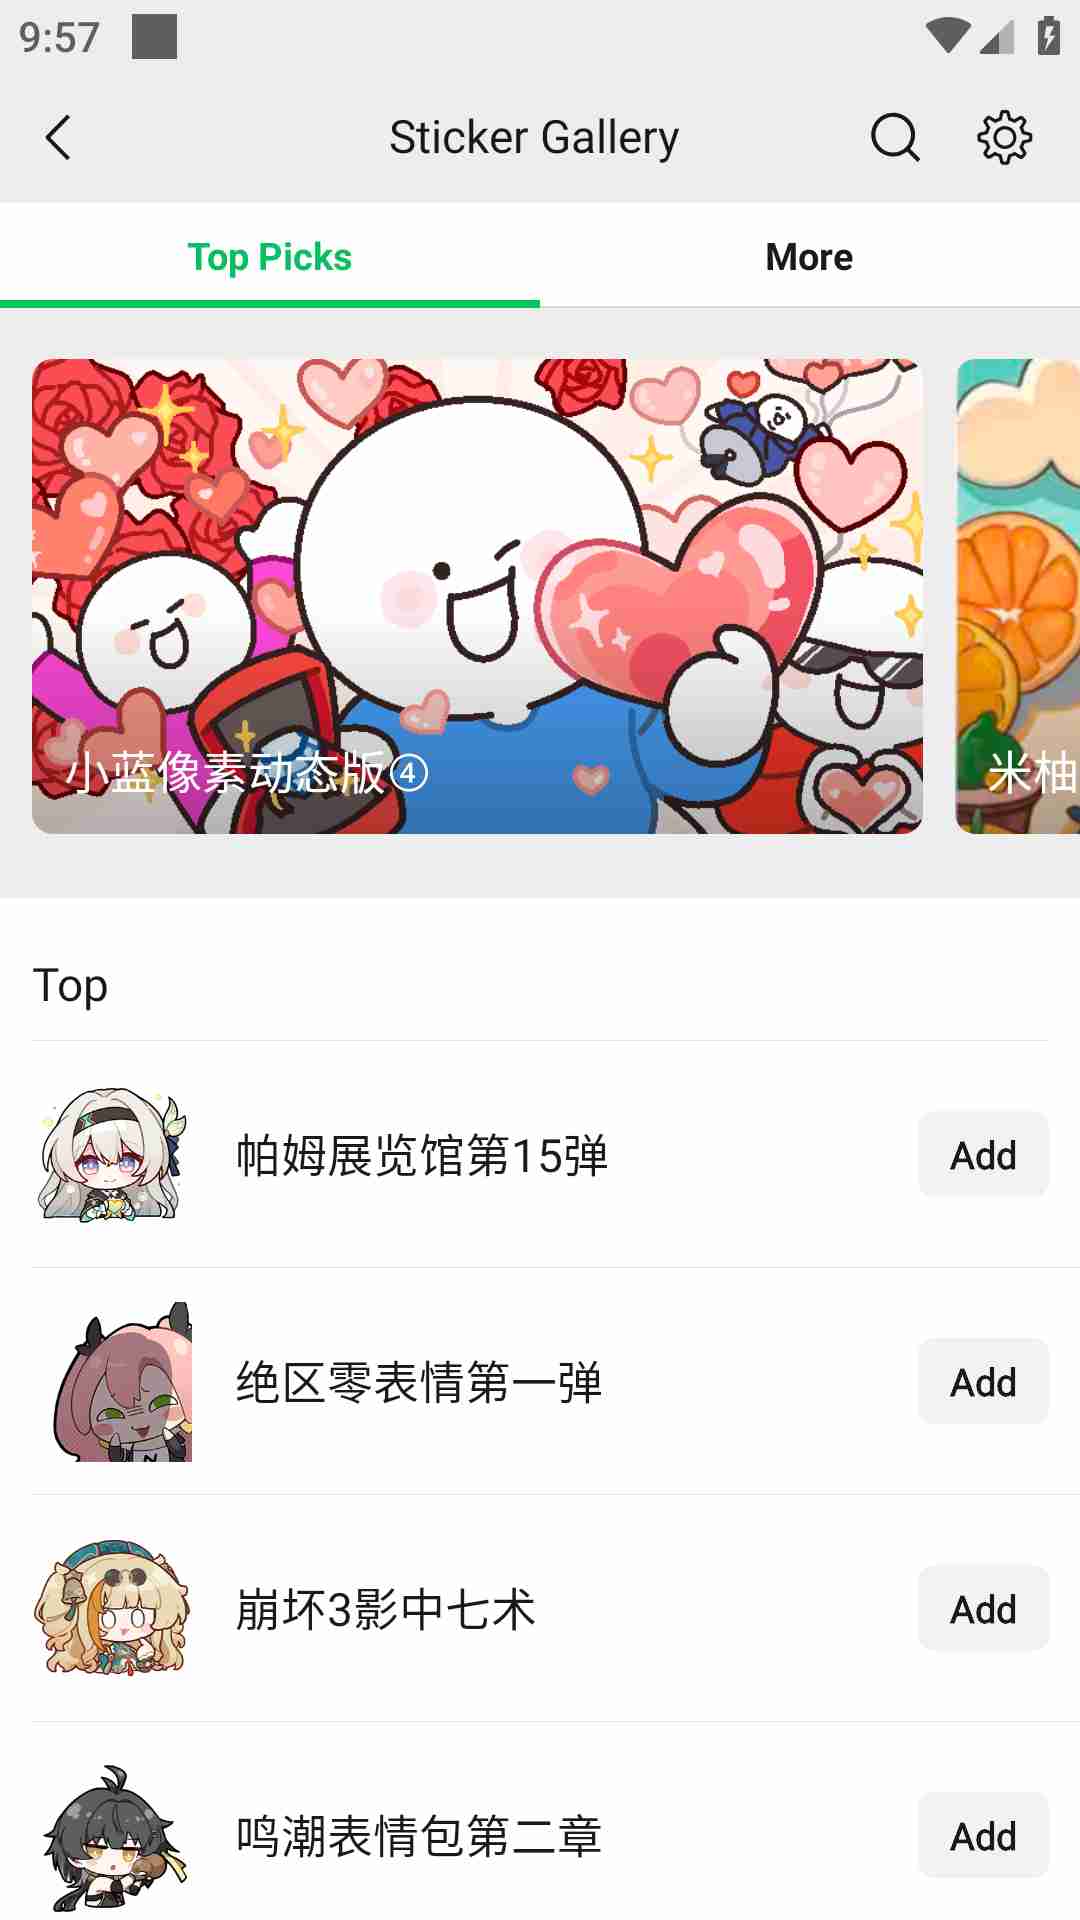 9:57
Sticker Gallery
Top Picks
More
小蓝像素动态版④
米柚
Top
帕姆展览馆第15弹
Add
绝区零表情第一弹
Add
崩坏3影中七术
Add
鸣潮表情包第二章
Add